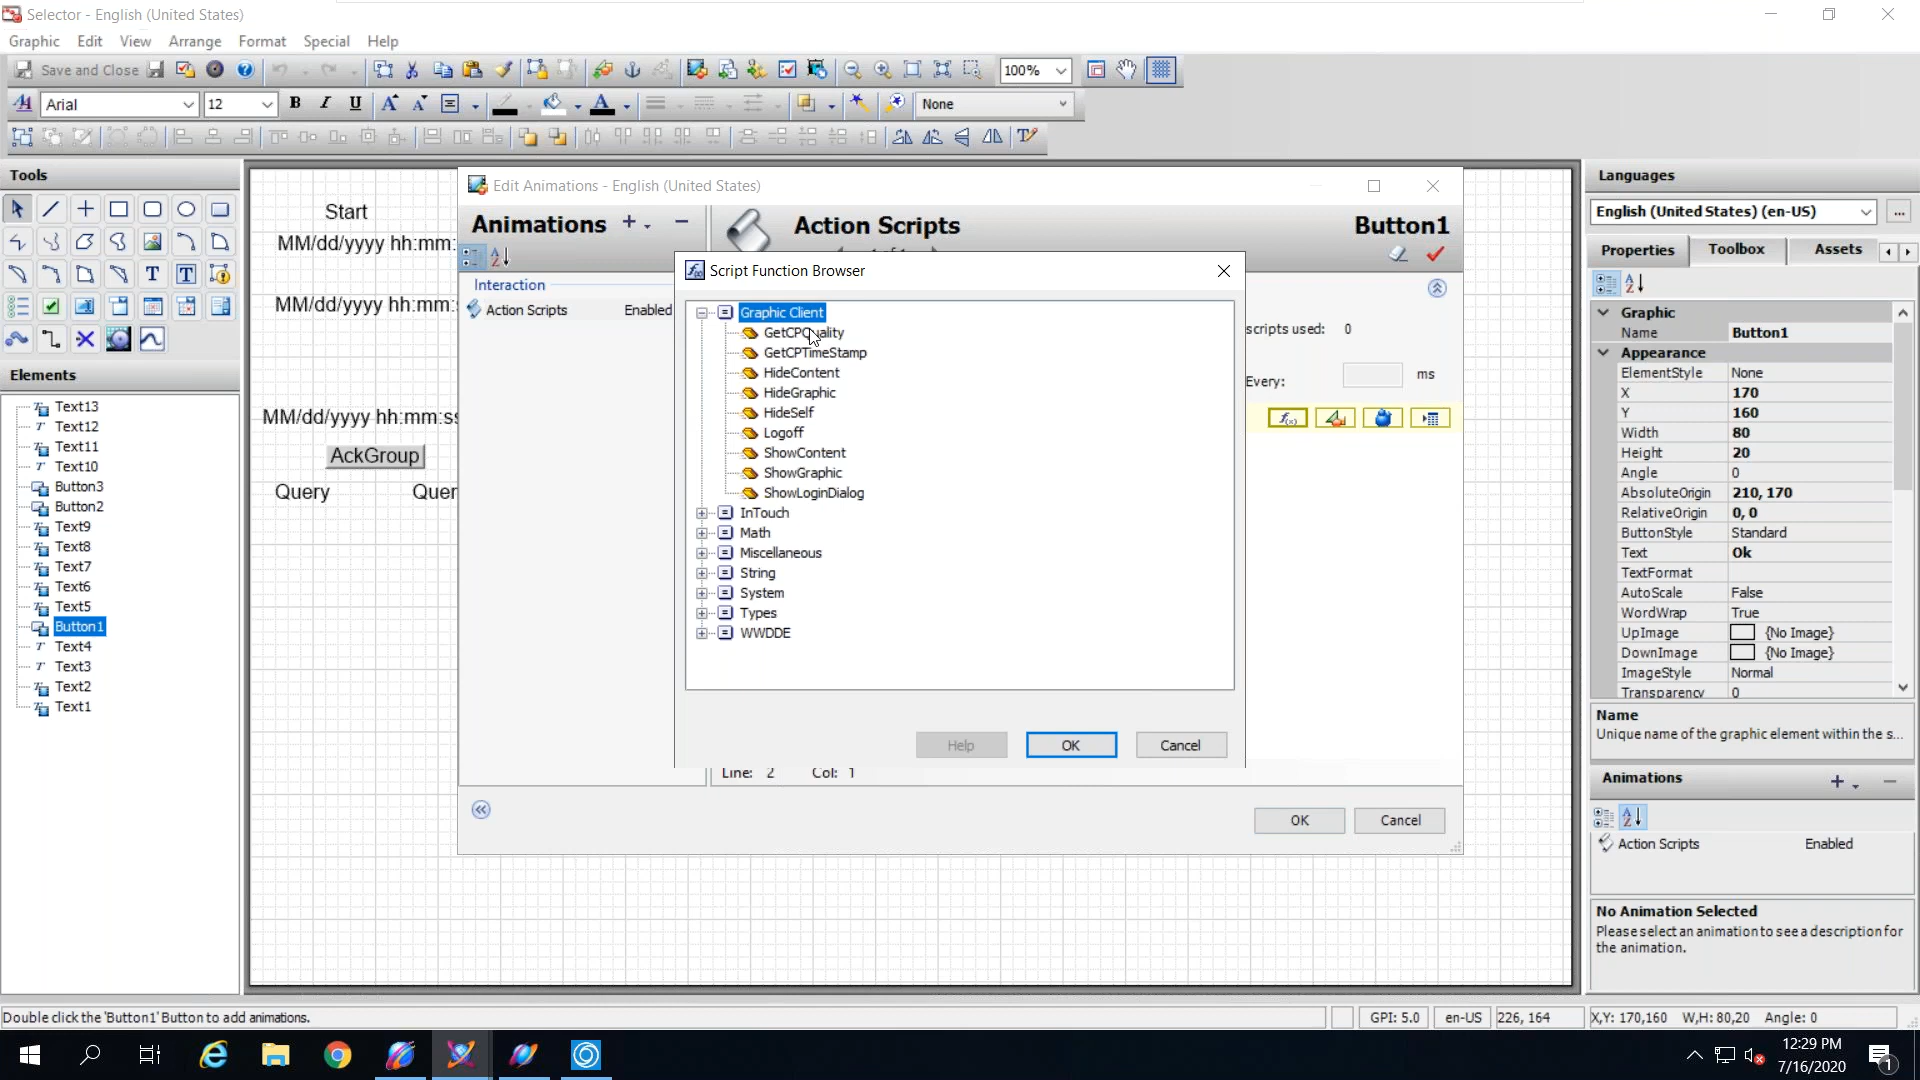 Selector - English (United States)
Graphic Edit View Arrange Format Special Help
Save and Close 100%
Arial 12 B I U A A A None
Tools
Elements
Text13
Text12
Text11
Text10
Button3
Button2
Text9
Text8
Text7
Text6
Text5
Button1
Text4
Text3
Text2
Text1
Start
MM/dd/yyyy hh:mm:
MM/dd/yyyy hh:mm:
MM/dd/yyyy hh:mm:ss
AckGroup
Query Quer
Edit Animations - English (United States)
Animations
Action Scripts
Button1
Interaction
Action Scripts Enabled
scripts used: 0
Every: ms
Script Function Browser
Graphic Client
GetCPQuality
GetCPTimeStamp
HideContent
HideGraphic
HideSelf
Logoff
ShowContent
ShowGraphic
ShowLoginDialog
InTouch
Math
Miscellaneous
String
System
Types
WWDDE
Help OK Cancel
Line: 2 Col: 1
OK Cancel
Languages
English (United States) (en-US) ...
Properties Toolbox Assets
Graphic
Name Button1
Appearance
ElementStyle None
X 170
Y 160
Width 80
Height 20
Angle 0
AbsoluteOrigin 210, 170
RelativeOrigin 0, 0
ButtonStyle Standard
Text Ok
TextFormat
AutoScale False
WordWrap True
UpImage {No Image}
DownImage {No Image}
ImageStyle Normal
Transparency 0
Name
Unique name of the graphic element within the s...
Animations
Action Scripts Enabled
No Animation Selected
Please select an animation to see a description for
the animation.
Double click the 'Button1' Button to add animations.
GPI: 5.0 en-US 226, 164 X,Y: 170,160 W,H: 80,20 Angle: 0
12:29 PM
7/16/2020
1